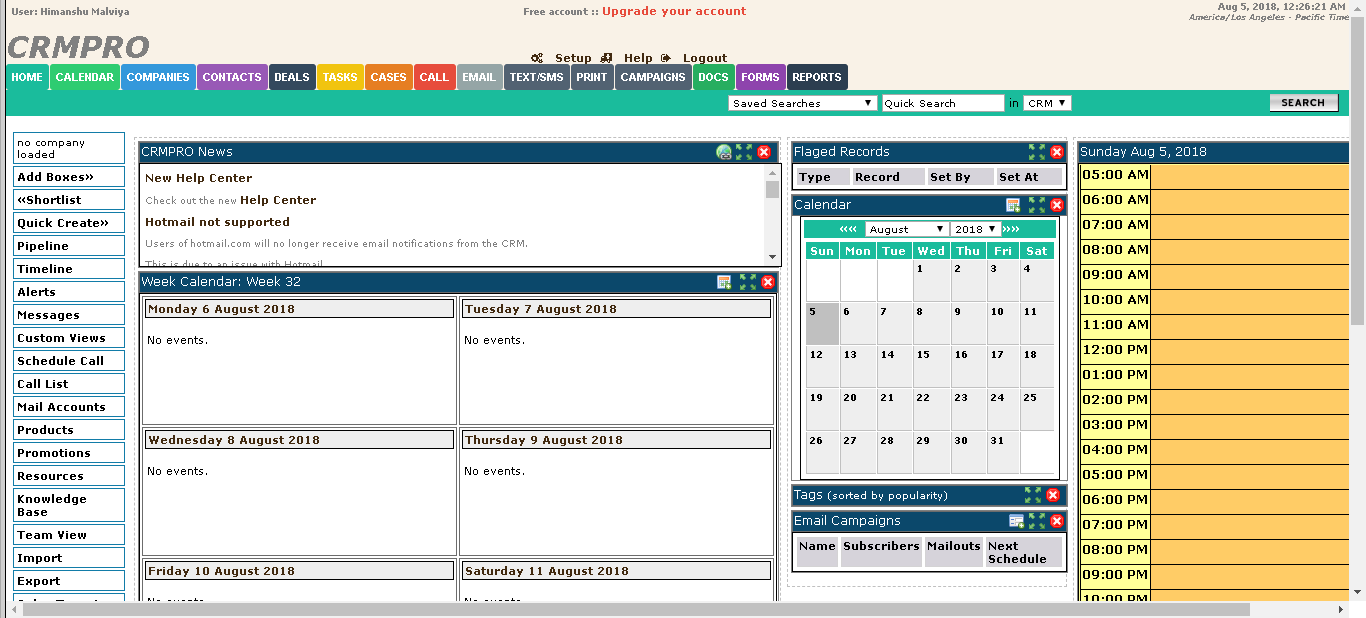 User: Himanshu Malviya
Free account :: Upgrade your account
Aug 5, 2018, 12:26:21 AM
America/Los Angeles - Pacific Time
CRMPRO
Setup Help Logout
HOME CALENDAR COMPANIES CONTACTS DEALS TASKS CASES CALL EMAIL TEXT/SMS PRINT CAMPAIGNS DOCS FORMS REPORTS
Saved Searches Quick Search in CRM SEARCH
no company
loaded
Add Boxes»
«Shortlist
Quick Create»
Pipeline
Timeline
Alerts
Messages
Custom Views
Schedule Call
Call List
Mail Accounts
Products
Promotions
Resources
Knowledge
Base
Team View
Import
Export
CRMPRO News
New Help Center
Check out the new Help Center
Hotmail not supported
Users of hotmail.com will no longer receive email notifications from the CRM.
This is due to an issue with Hotmail
Week Calendar: Week 32
Monday 6 August 2018 Tuesday 7 August 2018
No events. No events.
Wednesday 8 August 2018 Thursday 9 August 2018
No events. No events.
Friday 10 August 2018 Saturday 11 August 2018
No events. No events.
Flaged Records
Type Record Set By Set At
Calendar
«« August 2018 »»
Sun Mon Tue Wed Thu Fri Sat
1 2 3 4
5 6 7 8 9 10 11
12 13 14 15 16 17 18
19 20 21 22 23 24 25
26 27 28 29 30 31
Tags (sorted by popularity)
Email Campaigns
Name Subscribers Mailouts Next
Schedule
Sunday Aug 5, 2018
05:00 AM
06:00 AM
07:00 AM
08:00 AM
09:00 AM
10:00 AM
11:00 AM
12:00 PM
01:00 PM
02:00 PM
03:00 PM
04:00 PM
05:00 PM
06:00 PM
07:00 PM
08:00 PM
09:00 PM
10:00 PM